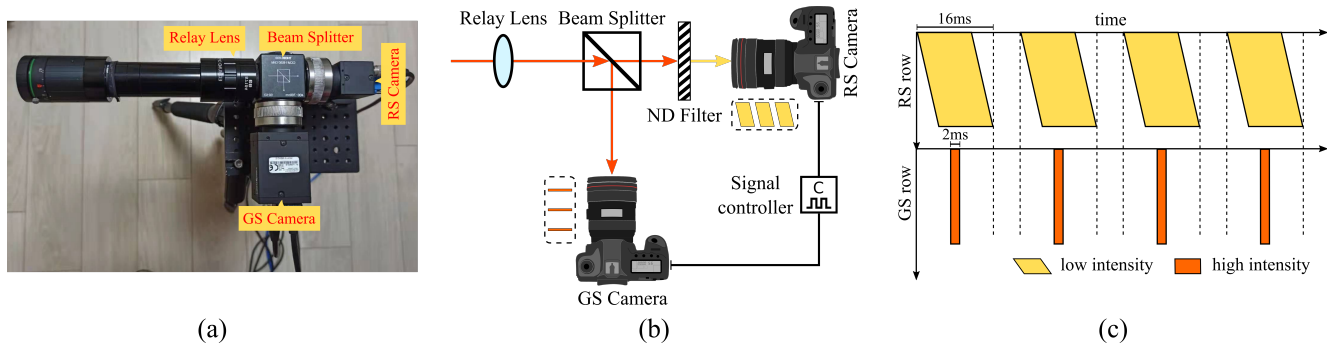 Relay Lens
Beam Splitter
RS Camera
GS Camera
(a)
Relay Lens
Beam Splitter
RS Camera
ND Filter
Signal
controller
C
GS Camera
(b)
16ms
time
RS row
2ms
GS row
low intensity
high intensity
(c)